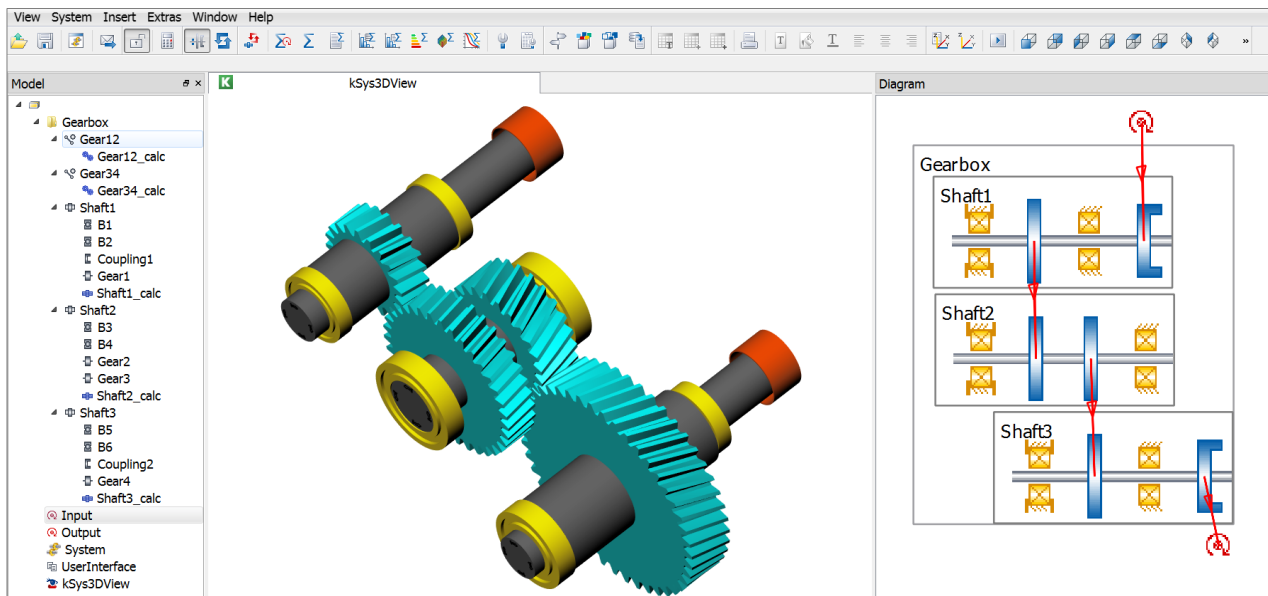 View System Insert Extras Window Help
»
Model
kSys3DView
Diagram
Gearbox
Gear12
Gear12_calc
Gear34
Gear34_calc
Shaft1
B1
B2
Coupling1
Gear1
Shaft1_calc
Shaft2
B3
B4
Gear2
Gear3
Shaft2_calc
Shaft3
B5
B6
Coupling2
Gear4
Shaft3_calc
Input
Output
System
UserInterface
kSys3DView
K
Gearbox
Shaft1
Shaft2
Shaft3